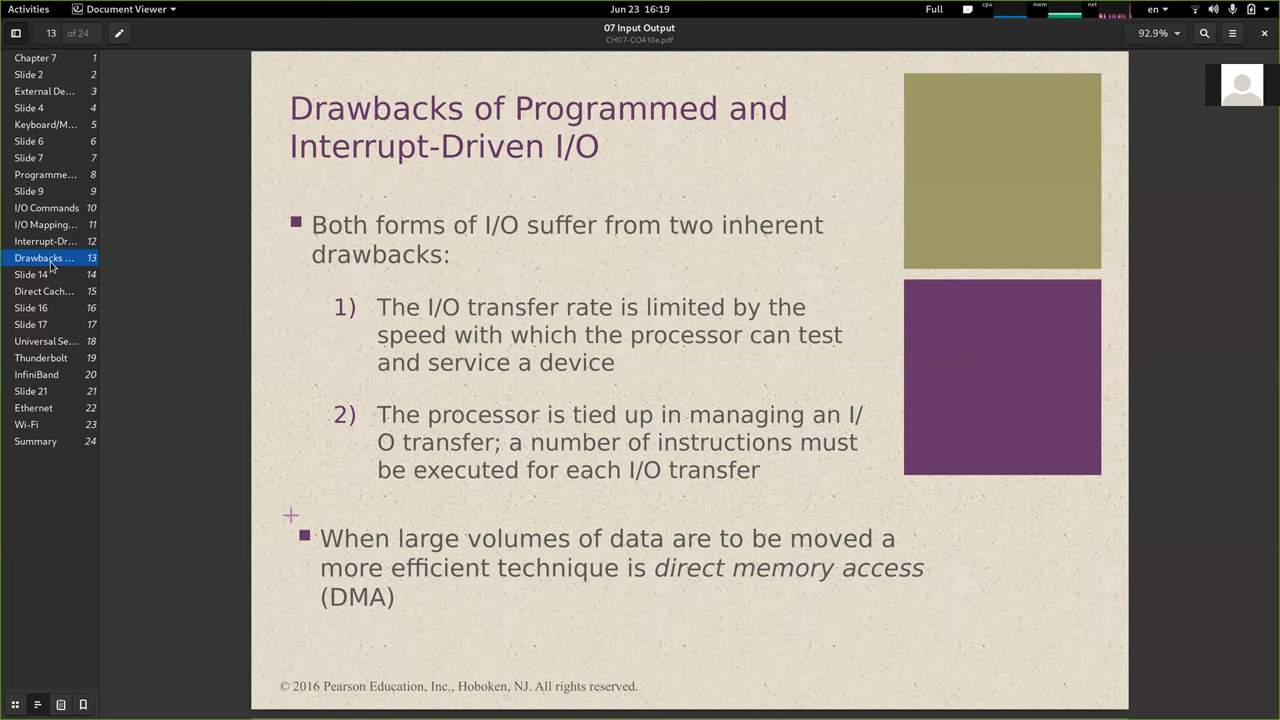 Activities
Document Viewer
Jun 23 16:19
Full
cpu
mem
net
en
13 of 24
07 Input Output
CH07-COA10e.pdf
92.9%
Chapter 7 1
Slide 2 2
External De... 3
Slide 4 4
Keyboard/M... 5
Slide 6 6
Slide 7 7
Programme... 8
Slide 9 9
I/O Commands 10
I/O Mapping... 11
Interrupt-Dr... 12
Drawbacks ... 13
Slide 14 14
Direct Cach... 15
Slide 16 16
Slide 17 17
Universal Se... 18
Thunderbolt 19
InfiniBand 20
Slide 21 21
Ethernet 22
Wi-Fi 23
Summary 24
Drawbacks of Programmed and
Interrupt-Driven I/O
Both forms of I/O suffer from two inherent
drawbacks:
1) The I/O transfer rate is limited by the
speed with which the processor can test
and service a device
2) The processor is tied up in managing an I/
O transfer; a number of instructions must
be executed for each I/O transfer
+
When large volumes of data are to be moved a
more efficient technique is direct memory access
(DMA)
© 2016 Pearson Education, Inc., Hoboken, NJ. All rights reserved.